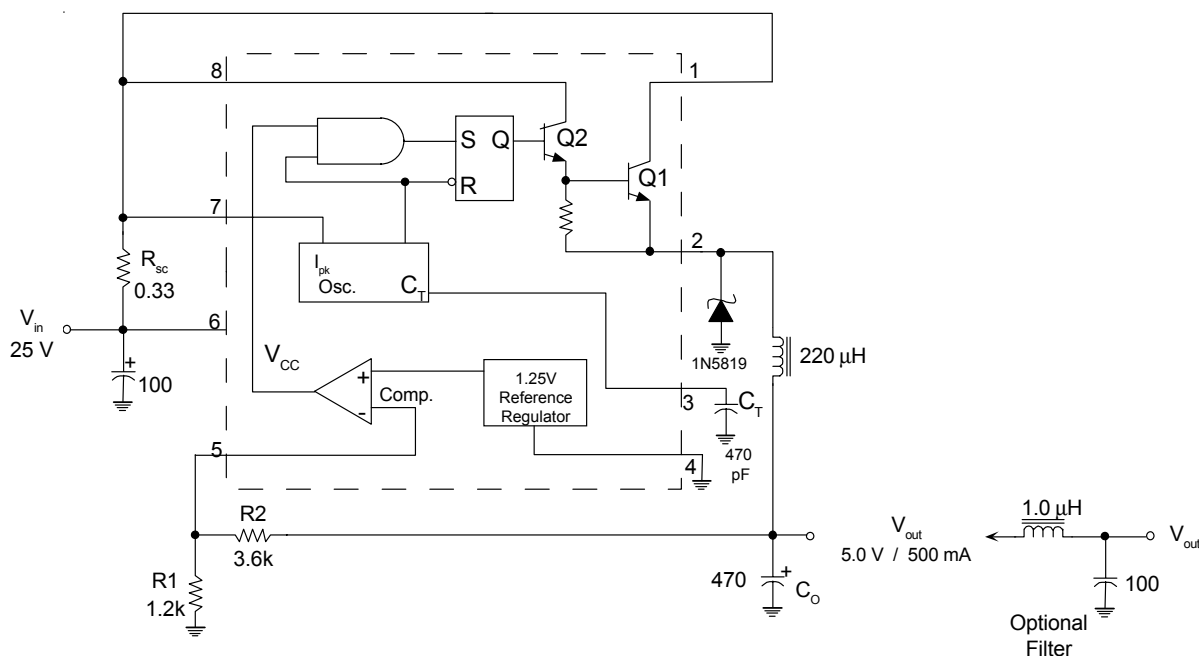 8
1
S
Q
Q2
R
Q1
7
2
Rsc
0.33
Ipk
Osc.
CT
Vin
25 V
6
1N5819
220 μH
VCC
100
+
+
-
Comp.
1.25V
Reference
Regulator
3
CT
470
pF
5
4
R2
3.6k
R1
1.2k
Vout
5.0 V / 500 mA
1.0 μH
Vout
470
+
CO
100
Optional
Filter